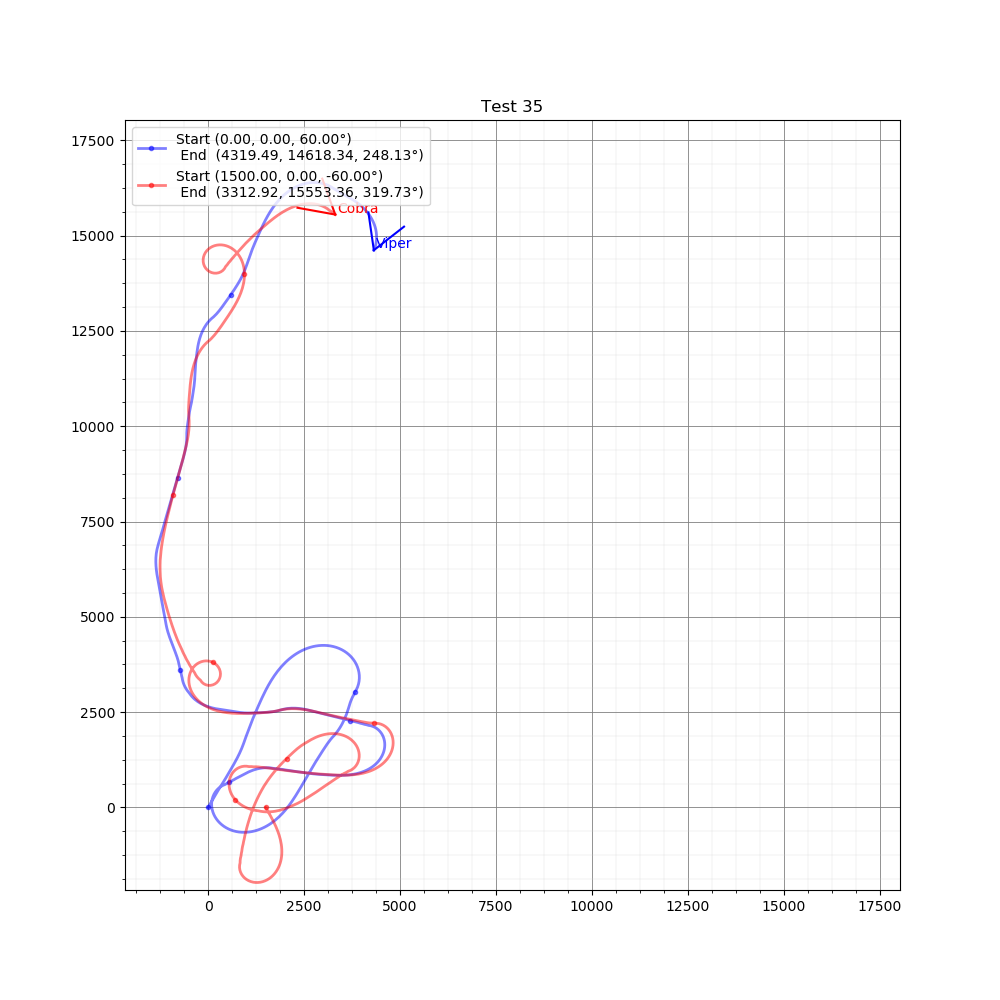 Test 35
Start (0.00, 0.00, 60.00°)
End (4319.49, 14618.34, 248.13°)
Start (1500.00, 0.00, -60.00°)
End (3312.92, 15553.36, 319.73°)
Cobra
Viper
17500
15000
12500
10000
7500
5000
2500
0
0
2500
5000
7500
10000
12500
15000
17500